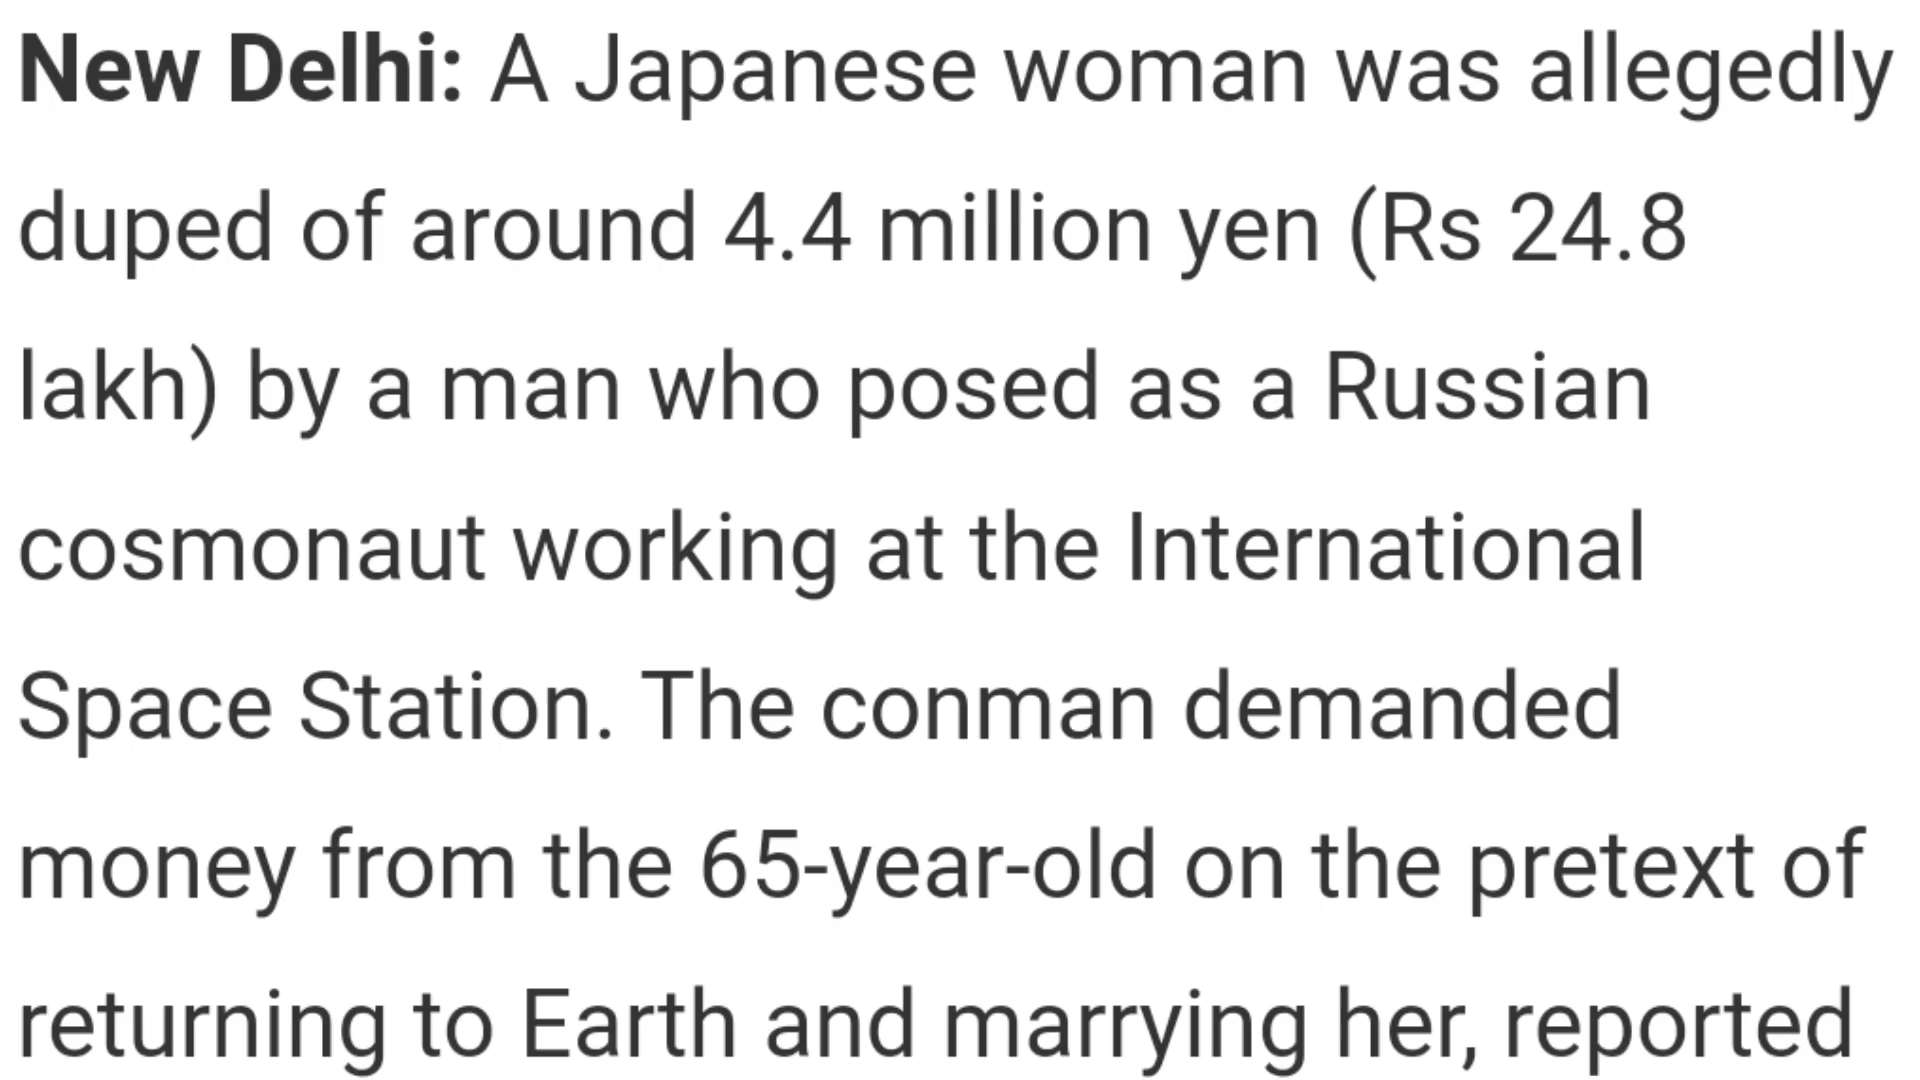 New Delhi: A Japanese woman was allegedly
duped of around 4.4 million yen (Rs 24.8
lakh) by a man who posed as a Russian
cosmonaut working at the International
Space Station. The conman demanded
money from the 65-year-old on the pretext of
returning to Earth and marrying her, reported